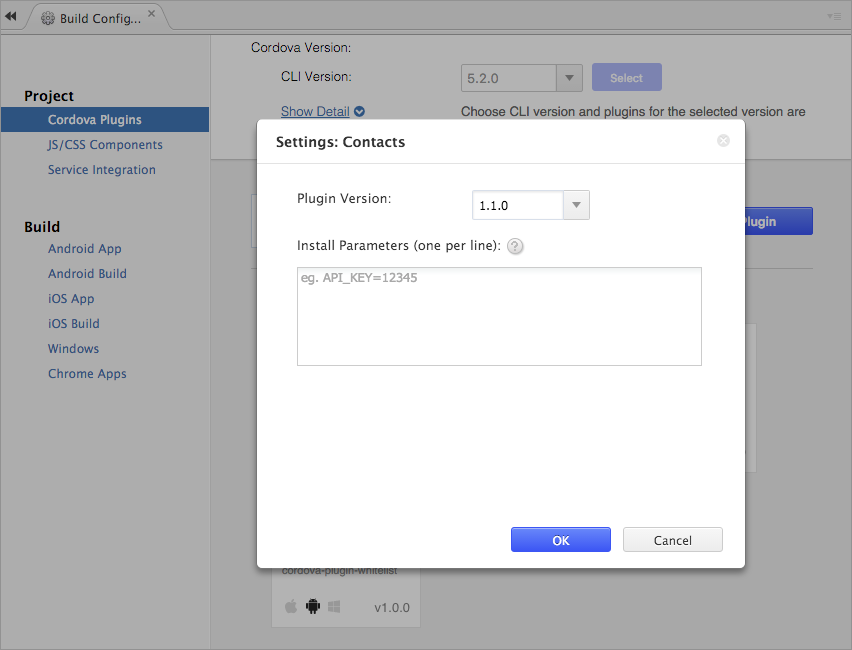 Build Config...
Cordova Version:
CLI Version:
5.2.0
Select
Show Detail
Choose CLI version and plugins for the selected version are
Project
Cordova Plugins
JS/CSS Components
Service Integration
Build
Android App
Android Build
iOS App
iOS Build
Windows
Chrome Apps
Settings: Contacts
Plugin Version:
1.1.0
Install Parameters (one per line):
?
eg. API_KEY=12345
OK
Cancel
Plugin
cordova-plugin-whitelist
v1.0.0